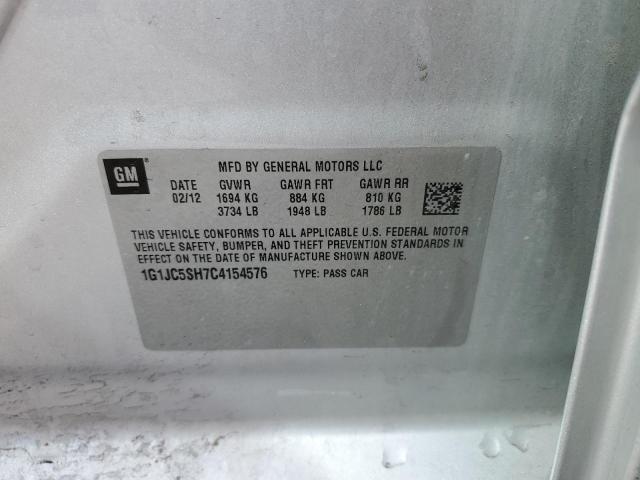 GM
MFD BY GENERAL MOTORS LLC
DATE GVWR GAWR FRT GAWR RR
02/12 1694 KG 884 KG 810 KG
3734 LB 1948 LB 1786 LB
THIS VEHICLE CONFORMS TO ALL APPLICABLE U.S. FEDERAL MOTOR
VEHICLE SAFETY, BUMPER, AND THEFT PREVENTION STANDARDS IN
EFFECT ON THE DATE OF MANUFACTURE SHOWN ABOVE.
1G1JC5SH7C4154576 TYPE: PASS CAR